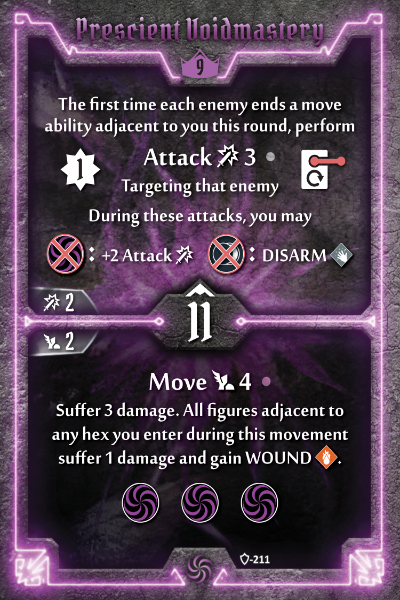 Prescient Voidmastery
9
The first time each enemy ends a move
ability adjacent to you this round, perform
1
Attack 3
Targeting that enemy
During these attacks, you may
: +2 Attack : DISARM
2
11
2
Move 4
Suffer 3 damage. All figures adjacent to
any hex you enter during this movement
suffer 1 damage and gain WOUND .
-211